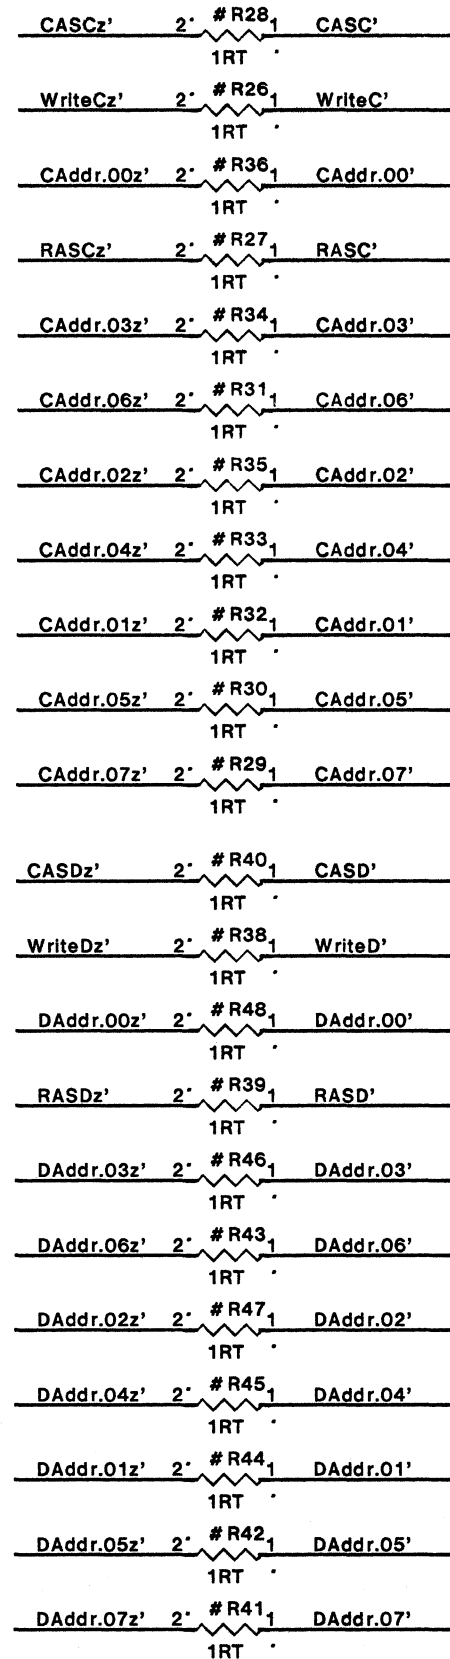 CASCz' 2 #R28 1 CASC'
1RT
WriteCz' 2 #R26 1 WriteC'
1RT
CAddr.00z' 2 #R36 1 CAddr.00'
1RT
RASCz' 2 #R27 1 RASC'
1RT
CAddr.03z' 2 #R34 1 CAddr.03'
1RT
CAddr.06z' 2 #R31 1 CAddr.06'
1RT
CAddr.02z' 2 #R35 1 CAddr.02'
1RT
CAddr.04z' 2 #R33 1 CAddr.04'
1RT
CAddr.01z' 2 #R32 1 CAddr.01'
1RT
CAddr.05z' 2 #R30 1 CAddr.05'
1RT
CAddr.07z' 2 #R29 1 CAddr.07'
1RT
CASDz' 2 #R40 1 CASD'
1RT
WriteDz' 2 #R38 1 WriteD'
1RT
DAddr.00z' 2 #R48 1 DAddr.00'
1RT
RASDz' 2 #R39 1 RASD'
1RT
DAddr.03z' 2 #R46 1 DAddr.03'
1RT
DAddr.06z' 2 #R43 1 DAddr.06'
1RT
DAddr.02z' 2 #R47 1 DAddr.02'
1RT
DAddr.04z' 2 #R45 1 DAddr.04'
1RT
DAddr.01z' 2 #R44 1 DAddr.01'
1RT
DAddr.05z' 2 #R42 1 DAddr.05'
1RT
DAddr.07z' 2 #R41 1 DAddr.07'
1RT